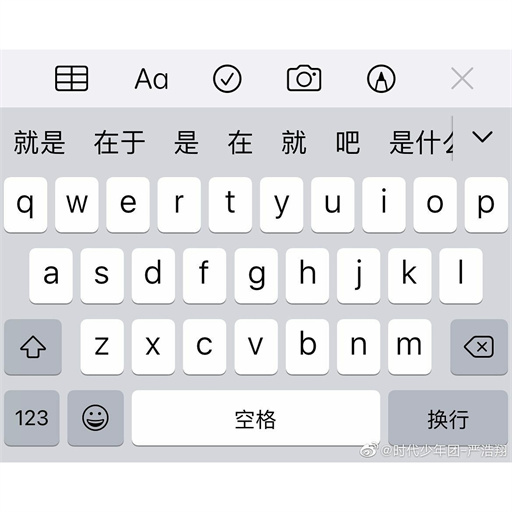 Aa
就是 在于 是 在 就 吧 是什么
q w e r t y u i o p
a s d f g h j k l
z x c v b n m
123 空格 换行
@时代少年团-严浩翔